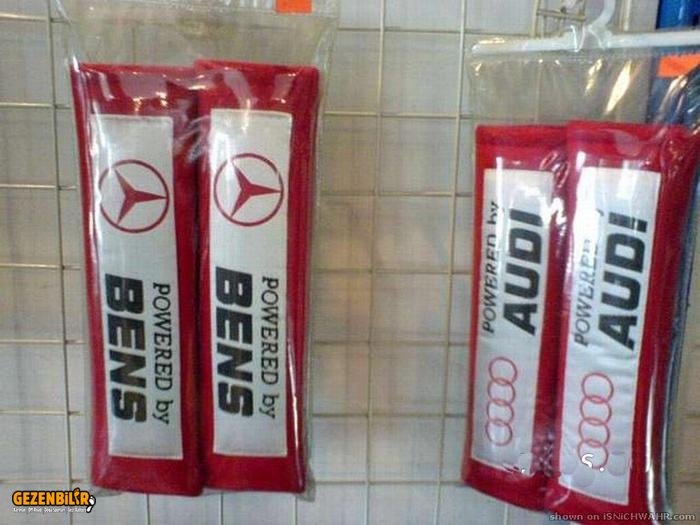 POWERED by
BENS
POWERED by
BENS
POWERED by
AUDI
POWERED by
AUDI
GEZENBİLİR
shown on iSNiCHWAHR.com